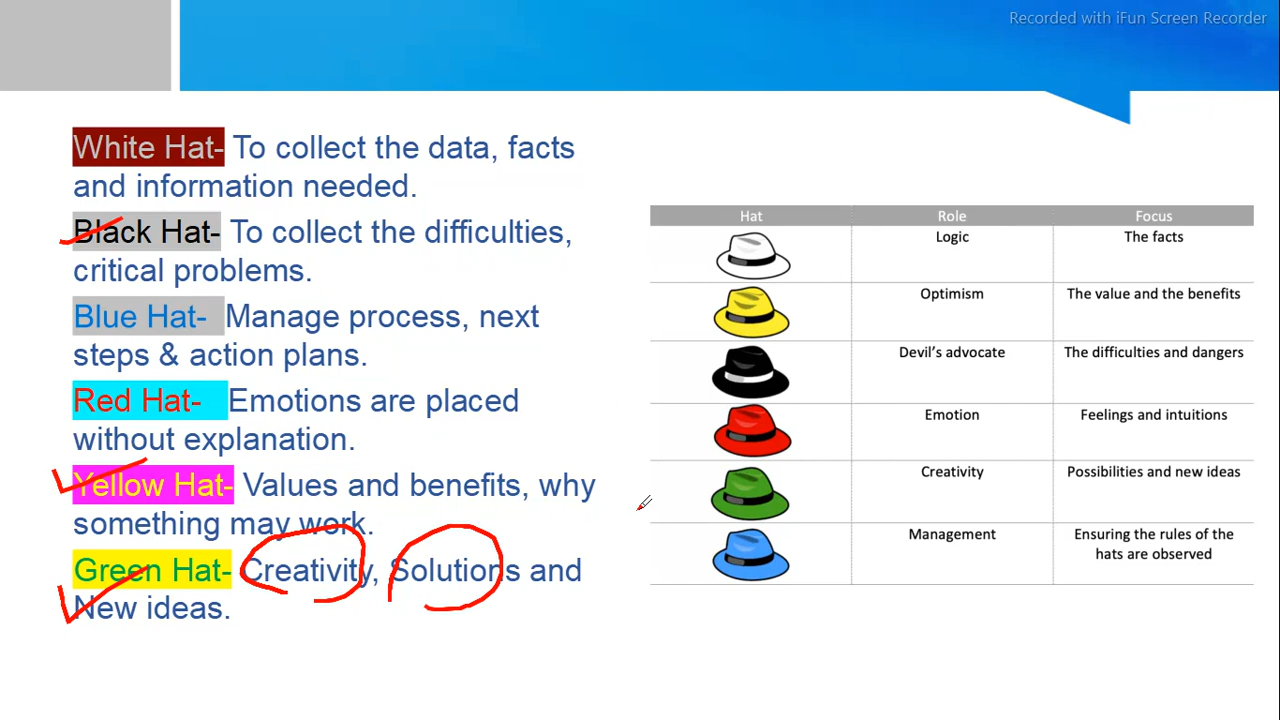 Recorded with iFun Screen Recorder
White Hat- To collect the data, facts
and information needed.
Black Hat- To collect the difficulties,
critical problems.
Blue Hat- Manage process, next
steps & action plans.
Red Hat- Emotions are placed
without explanation.
Yellow Hat- Values and benefits, why
something may work.
Green Hat- Creativity, Solutions and
New ideas.
Hat Role Focus
Logic The facts
Optimism The value and the benefits
Devil's advocate The difficulties and dangers
Emotion Feelings and intuitions
Creativity Possibilities and new ideas
Management Ensuring the rules of the
hats are observed